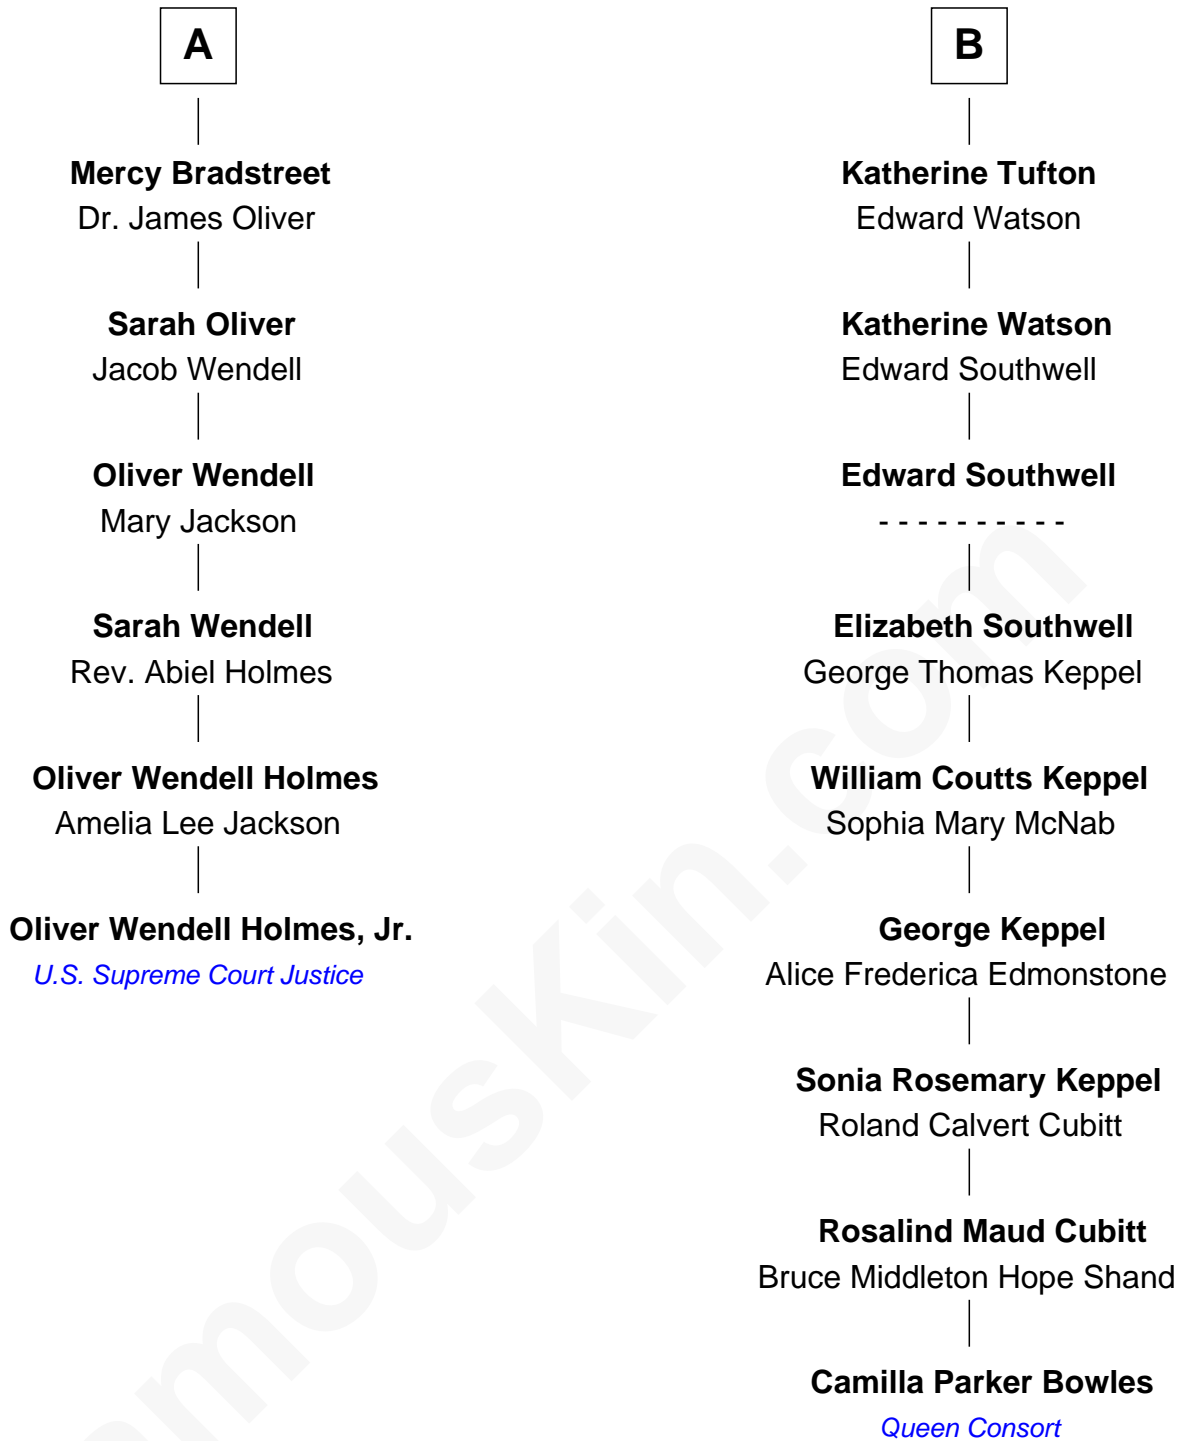 A
Mercy Bradstreet
Dr. James Oliver
Sarah Oliver
Jacob Wendell
Oliver Wendell
Mary Jackson
Sarah Wendell
Rev. Abiel Holmes
Oliver Wendell Holmes
Amelia Lee Jackson
Oliver Wendell Holmes, Jr.
U.S. Supreme Court Justice
B
Katherine Tufton
Edward Watson
Katherine Watson
Edward Southwell
Edward Southwell
- - - - - - - - - -
Elizabeth Southwell
George Thomas Keppel
William Coutts Keppel
Sophia Mary McNab
George Keppel
Alice Frederica Edmonstone
Sonia Rosemary Keppel
Roland Calvert Cubitt
Rosalind Maud Cubitt
Bruce Middleton Hope Shand
Camilla Parker Bowles
Queen Consort
amouskin.com